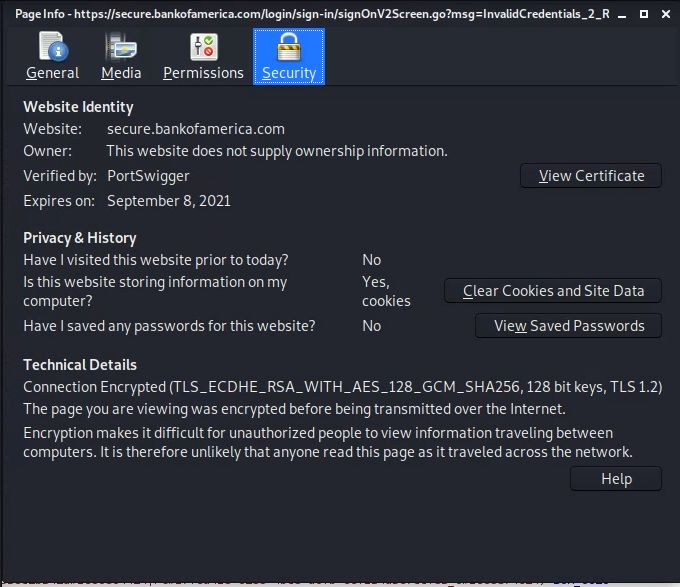 Page Info - https://secure.bankofamerica.com/login/sign-in/signOnV2Screen.go?msg=InvalidCredentials_2_R
General Media Permissions Security
Website Identity
Website: secure.bankofamerica.com
Owner: This website does not supply ownership information.
Verified by: PortSwigger View Certificate
Expires on: September 8, 2021
Privacy & History
Have I visited this website prior to today? No
Is this website storing information on my computer? Yes, cookies Clear Cookies and Site Data
Have I saved any passwords for this website? No View Saved Passwords
Technical Details
Connection Encrypted (TLS_ECDHE_RSA_WITH_AES_128_GCM_SHA256, 128 bit keys, TLS 1.2)
The page you are viewing was encrypted before being transmitted over the Internet.
Encryption makes it difficult for unauthorized people to view information traveling between
computers. It is therefore unlikely that anyone read this page as it traveled across the network.
Help